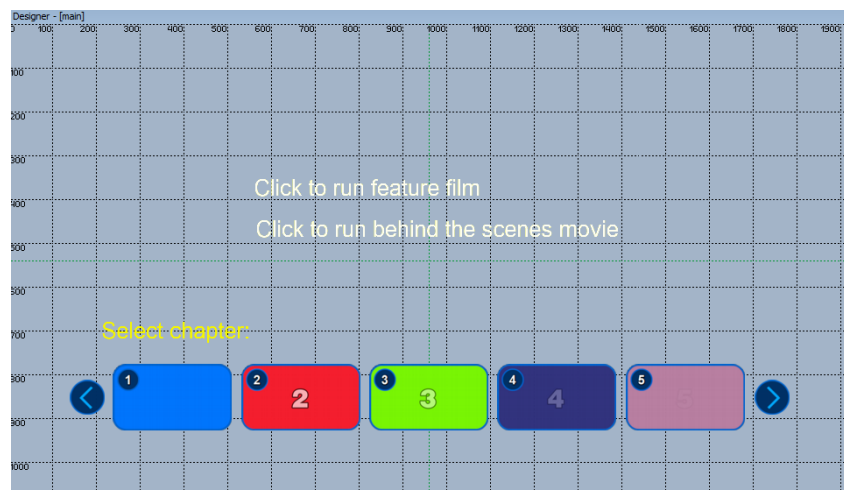 Designer - [main]
0 100 200 300 400 500 600 700 800 900 1000 1100 1200 1300 1400 1500 1600 1700 1800 1900
100
200
300
Click to run feature film
400
Click to run behind the scenes movie
500
600
Select chapter:
700
800
1 2 3 4 5
2 3 4 5
900
1000